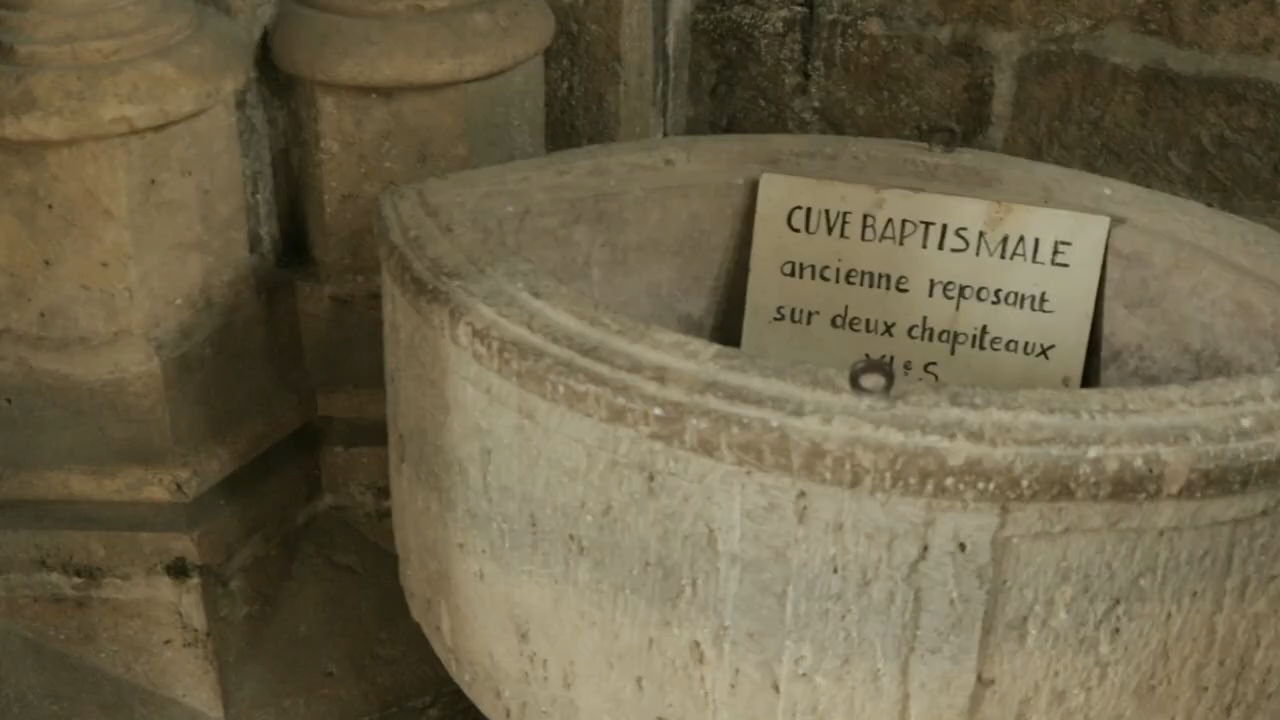 CUVE BAPTISMALE
ancienne reposant
sur deux chapiteaux
S.